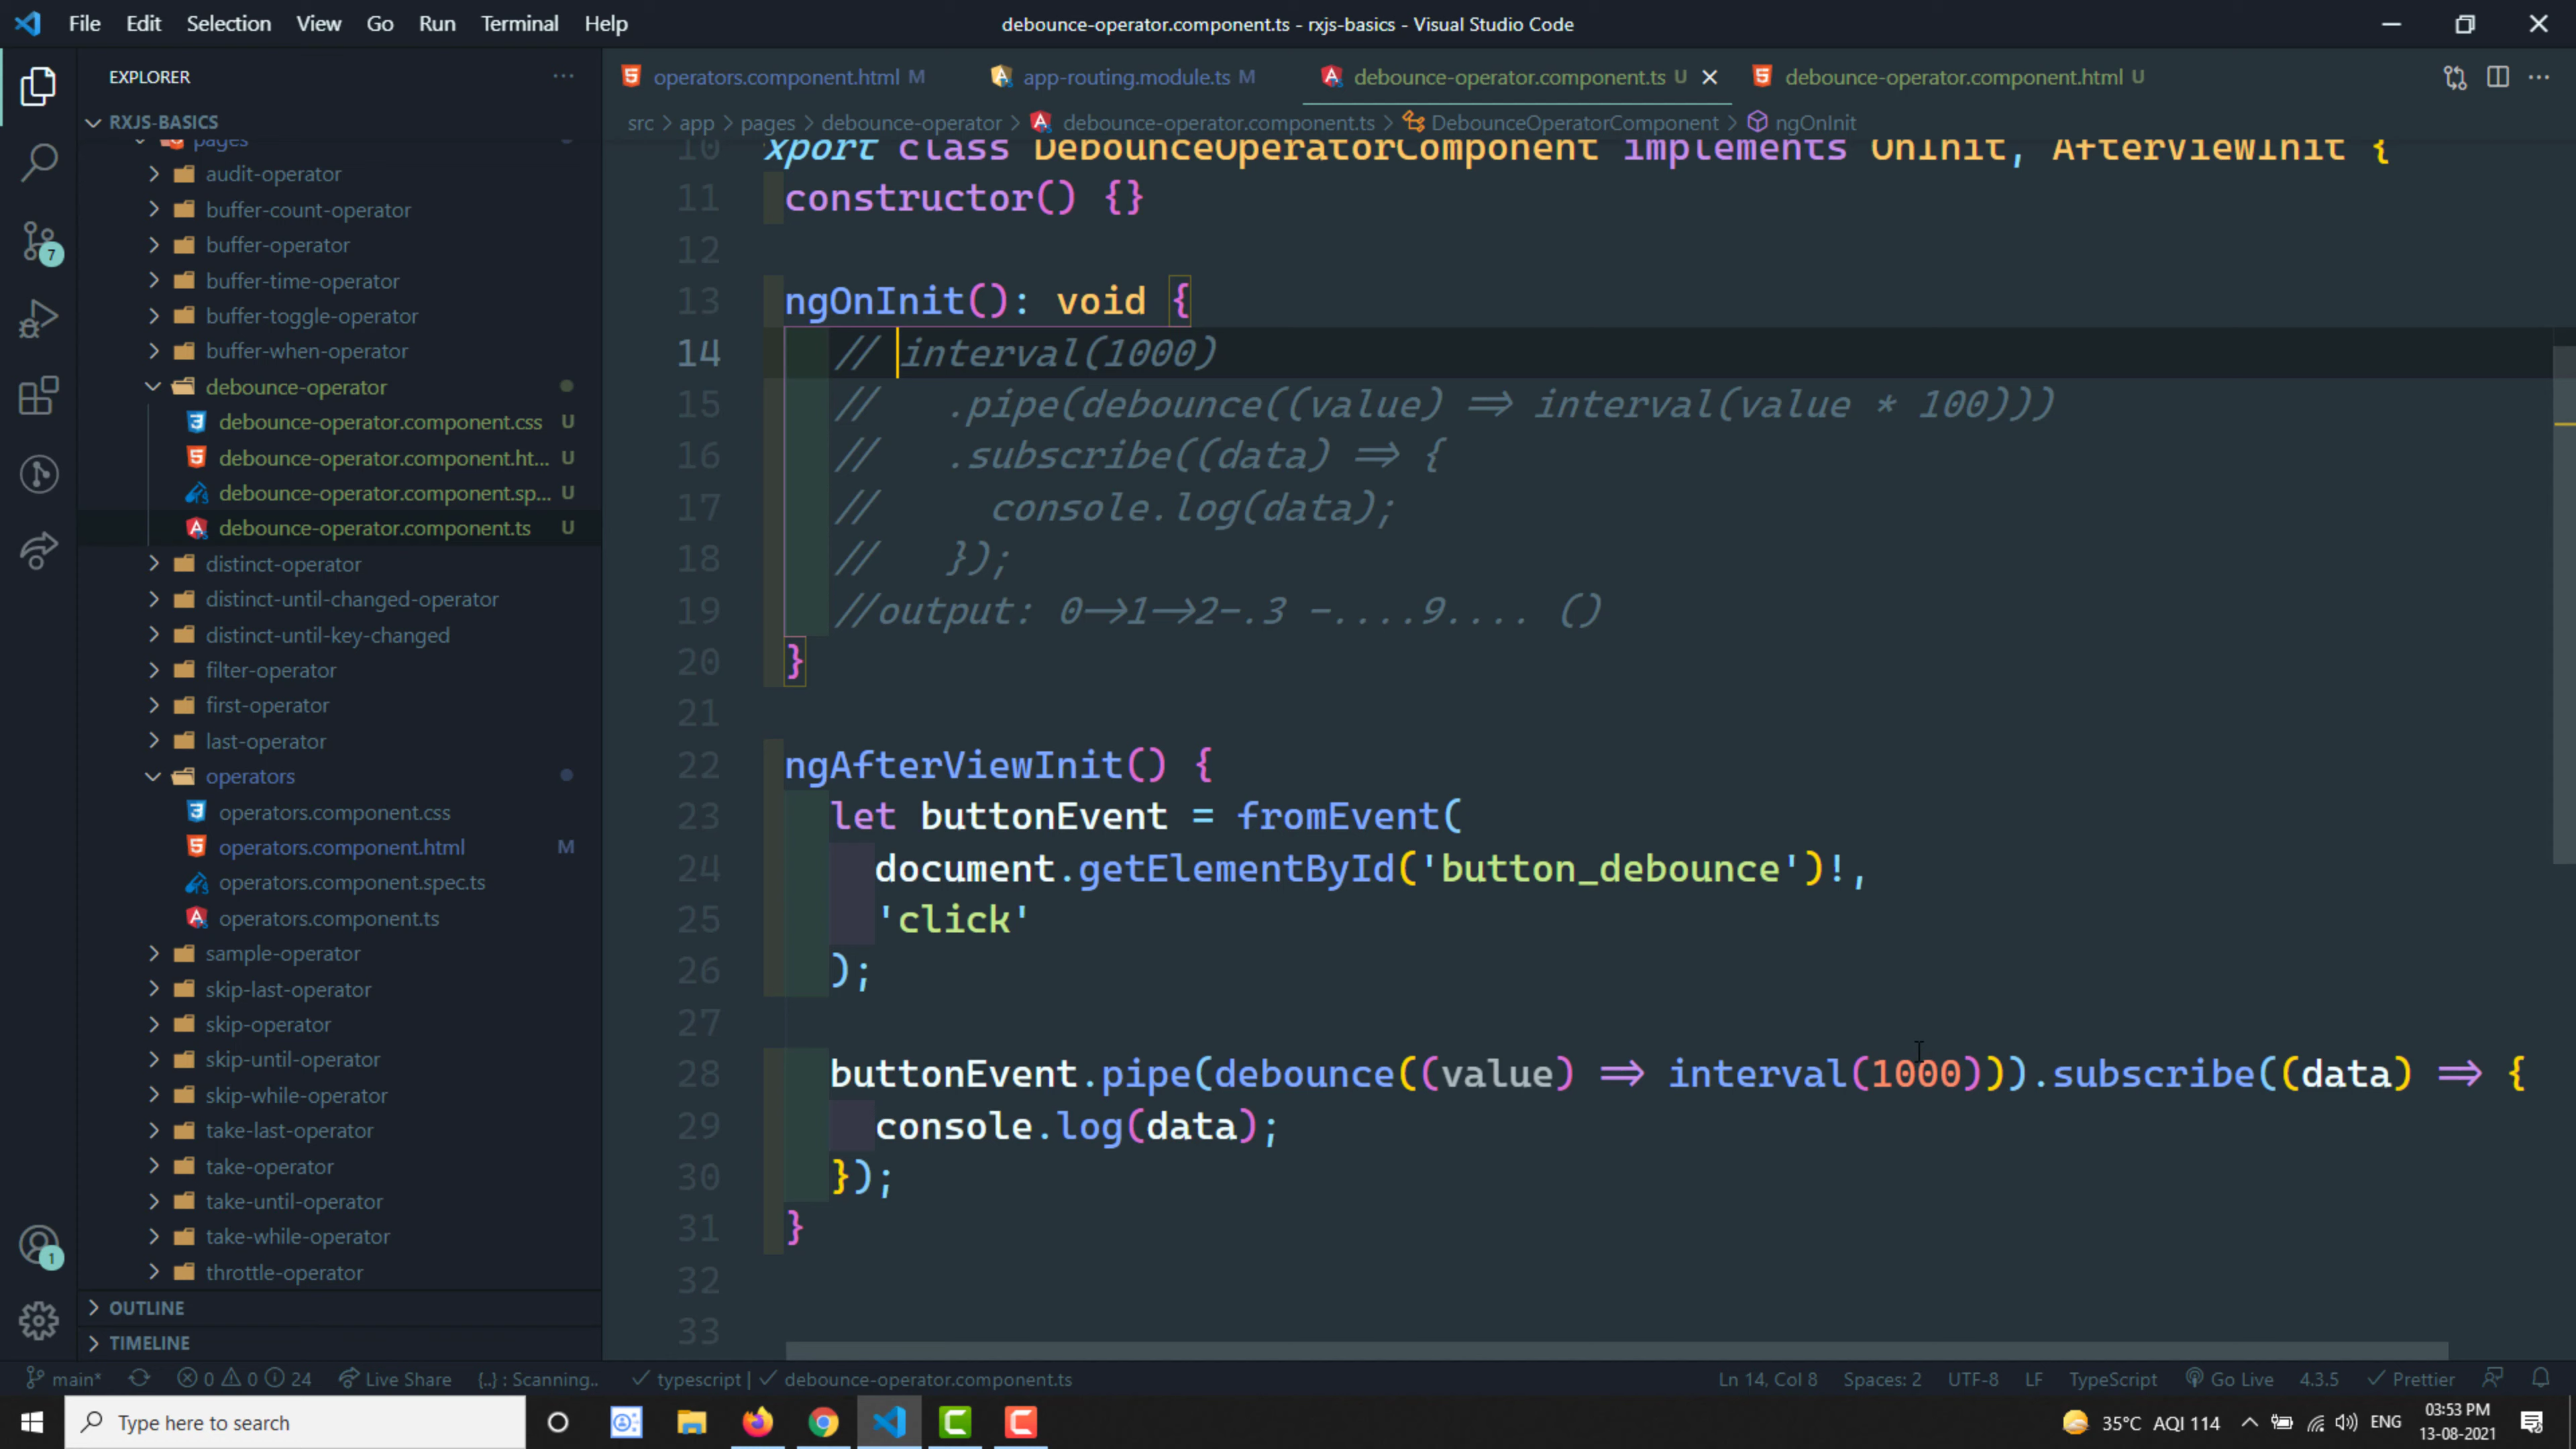 File Edit Selection View Go Run Terminal Help
debounce-operator.component.ts - rxjs-basics - Visual Studio Code
EXPLORER
RXJS-BASICS
pages
audit-operator
buffer-count-operator
buffer-operator
buffer-time-operator
buffer-toggle-operator
buffer-when-operator
debounce-operator
debounce-operator.component.css U
debounce-operator.component.ht... U
debounce-operator.component.sp... U
debounce-operator.component.ts U
distinct-operator
distinct-until-changed-operator
distinct-until-key-changed
filter-operator
first-operator
last-operator
operators
operators.component.css
operators.component.html M
operators.component.spec.ts
operators.component.ts
sample-operator
skip-last-operator
skip-operator
skip-until-operator
skip-while-operator
take-last-operator
take-operator
take-until-operator
take-while-operator
throttle-operator
OUTLINE
TIMELINE
7
1
operators.component.html M app-routing.module.ts M debounce-operator.component.ts U debounce-operator.component.html U
src > app > pages > debounce-operator > debounce-operator.component.ts > DebounceOperatorComponent > ngOnInit
10 xport class DebounceOperatorComponent implements OnInit, AfterViewInit {
11 constructor() {}
12
13 ngOnInit(): void {
14 // interval(1000)
15 // .pipe(debounce((value) => interval(value * 100)))
16 // .subscribe((data) => {
17 // console.log(data);
18 // });
19 //output: 0-->1-->2-.3 -....9.... ()
20 }
21
22 ngAfterViewInit() {
23 let buttonEvent = fromEvent(
24 document.getElementById('button_debounce')!,
25 'click'
26 );
27
28 buttonEvent.pipe(debounce((value) => interval(1000))).subscribe((data) => {
29 console.log(data);
30 });
31 }
32
33
main* 0 0 24 Live Share {..} : Scanning.. typescript | debounce-operator.component.ts Ln 14, Col 8 Spaces: 2 UTF-8 LF TypeScript Go Live 4.3.5 Prettier
Type here to search
35°C AQI 114 ENG
03:53 PM
13-08-2021